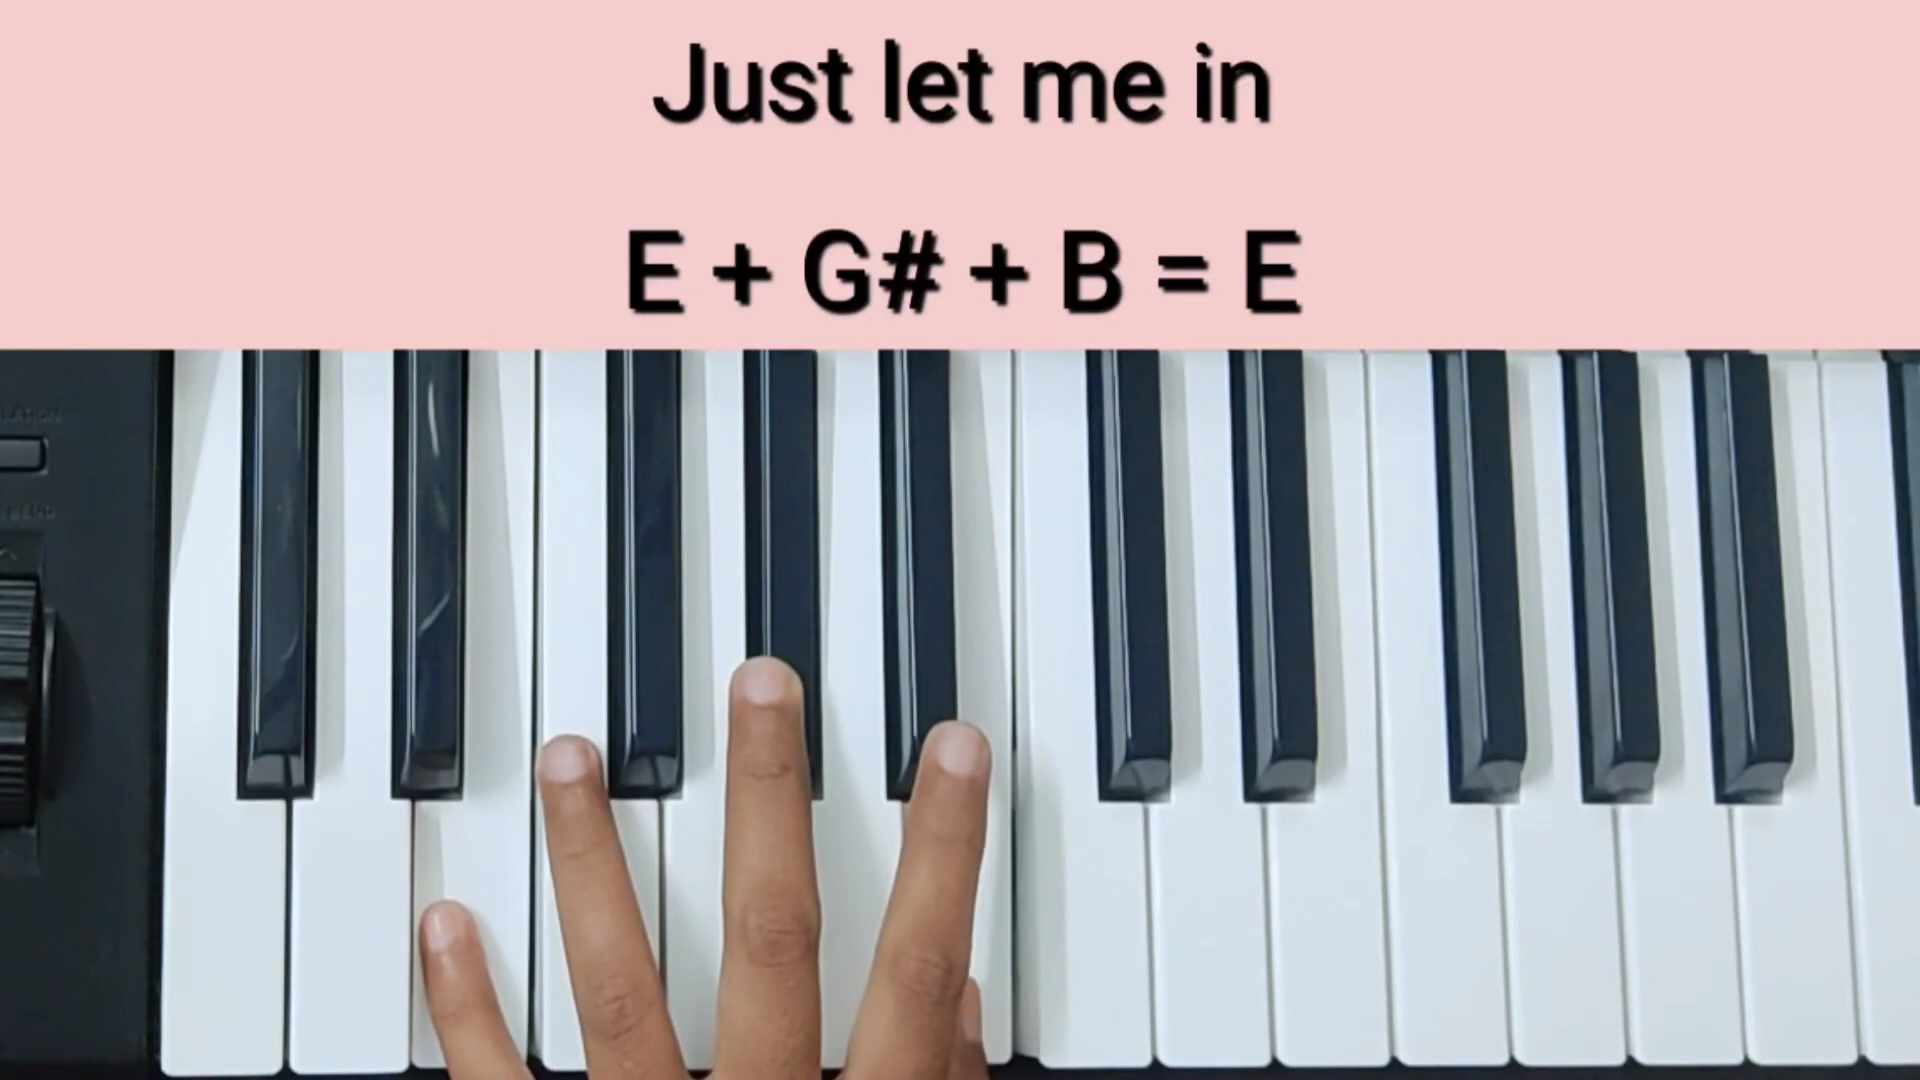 Just let me in
E + G# + B = E